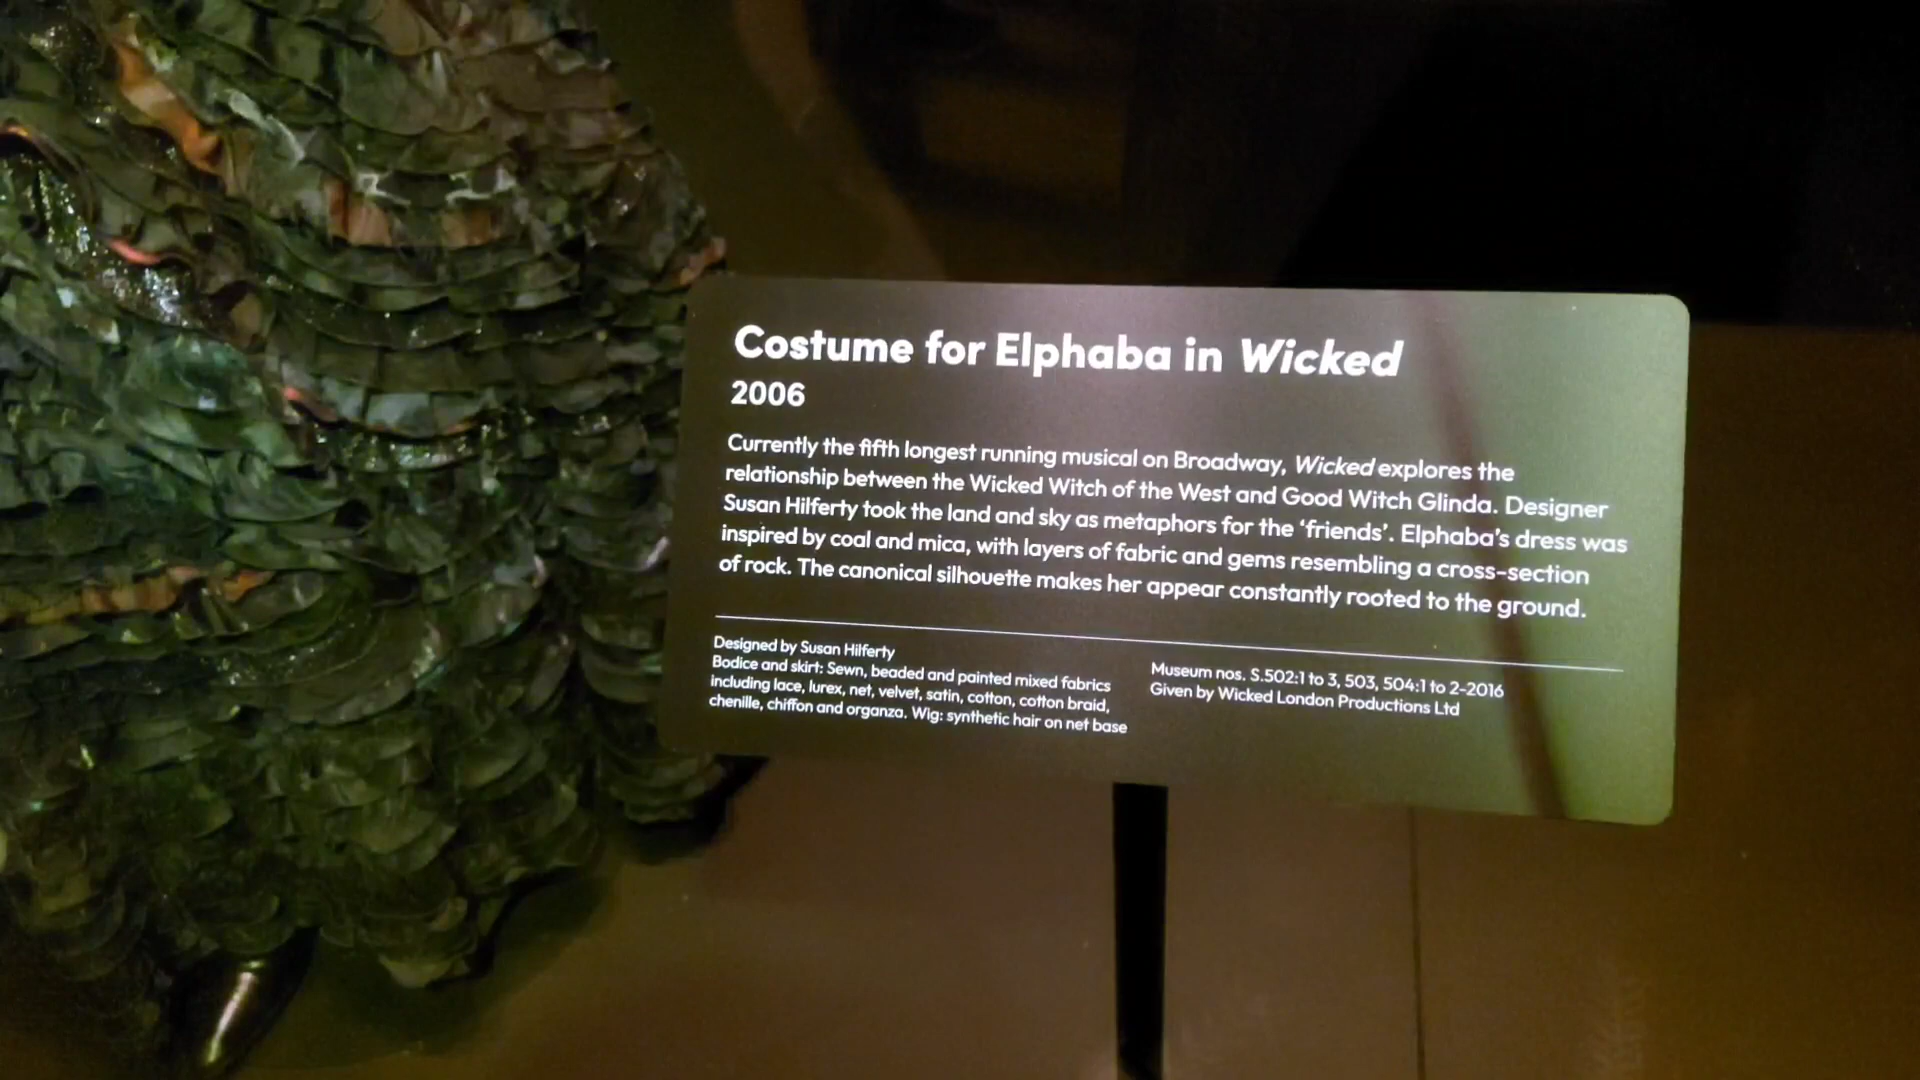 Costume for Elphaba in Wicked
2006
Currently the fifth longest running musical on Broadway, Wicked explores the
relationship between the Wicked Witch of the West and Good Witch Glinda. Designer
Susan Hilferty took the land and sky as metaphors for the ‘friends’. Elphaba’s dress was
inspired by coal and mica, with layers of fabric and gems resembling a cross-section
of rock. The canonical silhouette makes her appear constantly rooted to the ground.
Designed by Susan Hilferty
Bodice and skirt: Sewn, beaded and painted mixed fabrics
including lace, lurex, net, velvet, satin, cotton, cotton braid,
chenille, chiffon and organza. Wig: synthetic hair on net base
Museum nos. S.502:1 to 3, 503, 504:1 to 2-2016
Given by Wicked London Productions Ltd